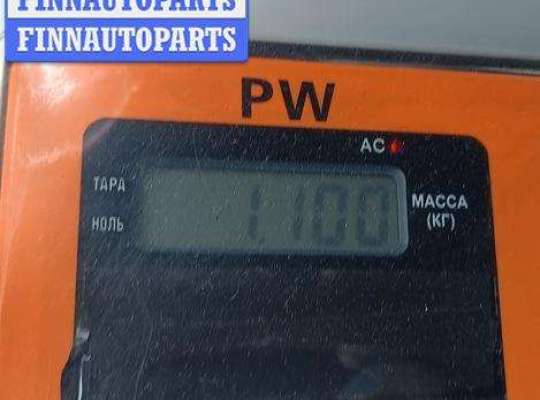 FINNAUTOPARTS
FINNAUTOPARTS
PW
AC
ТАРА
НОЛЬ
1.100
МАССА
(КГ)